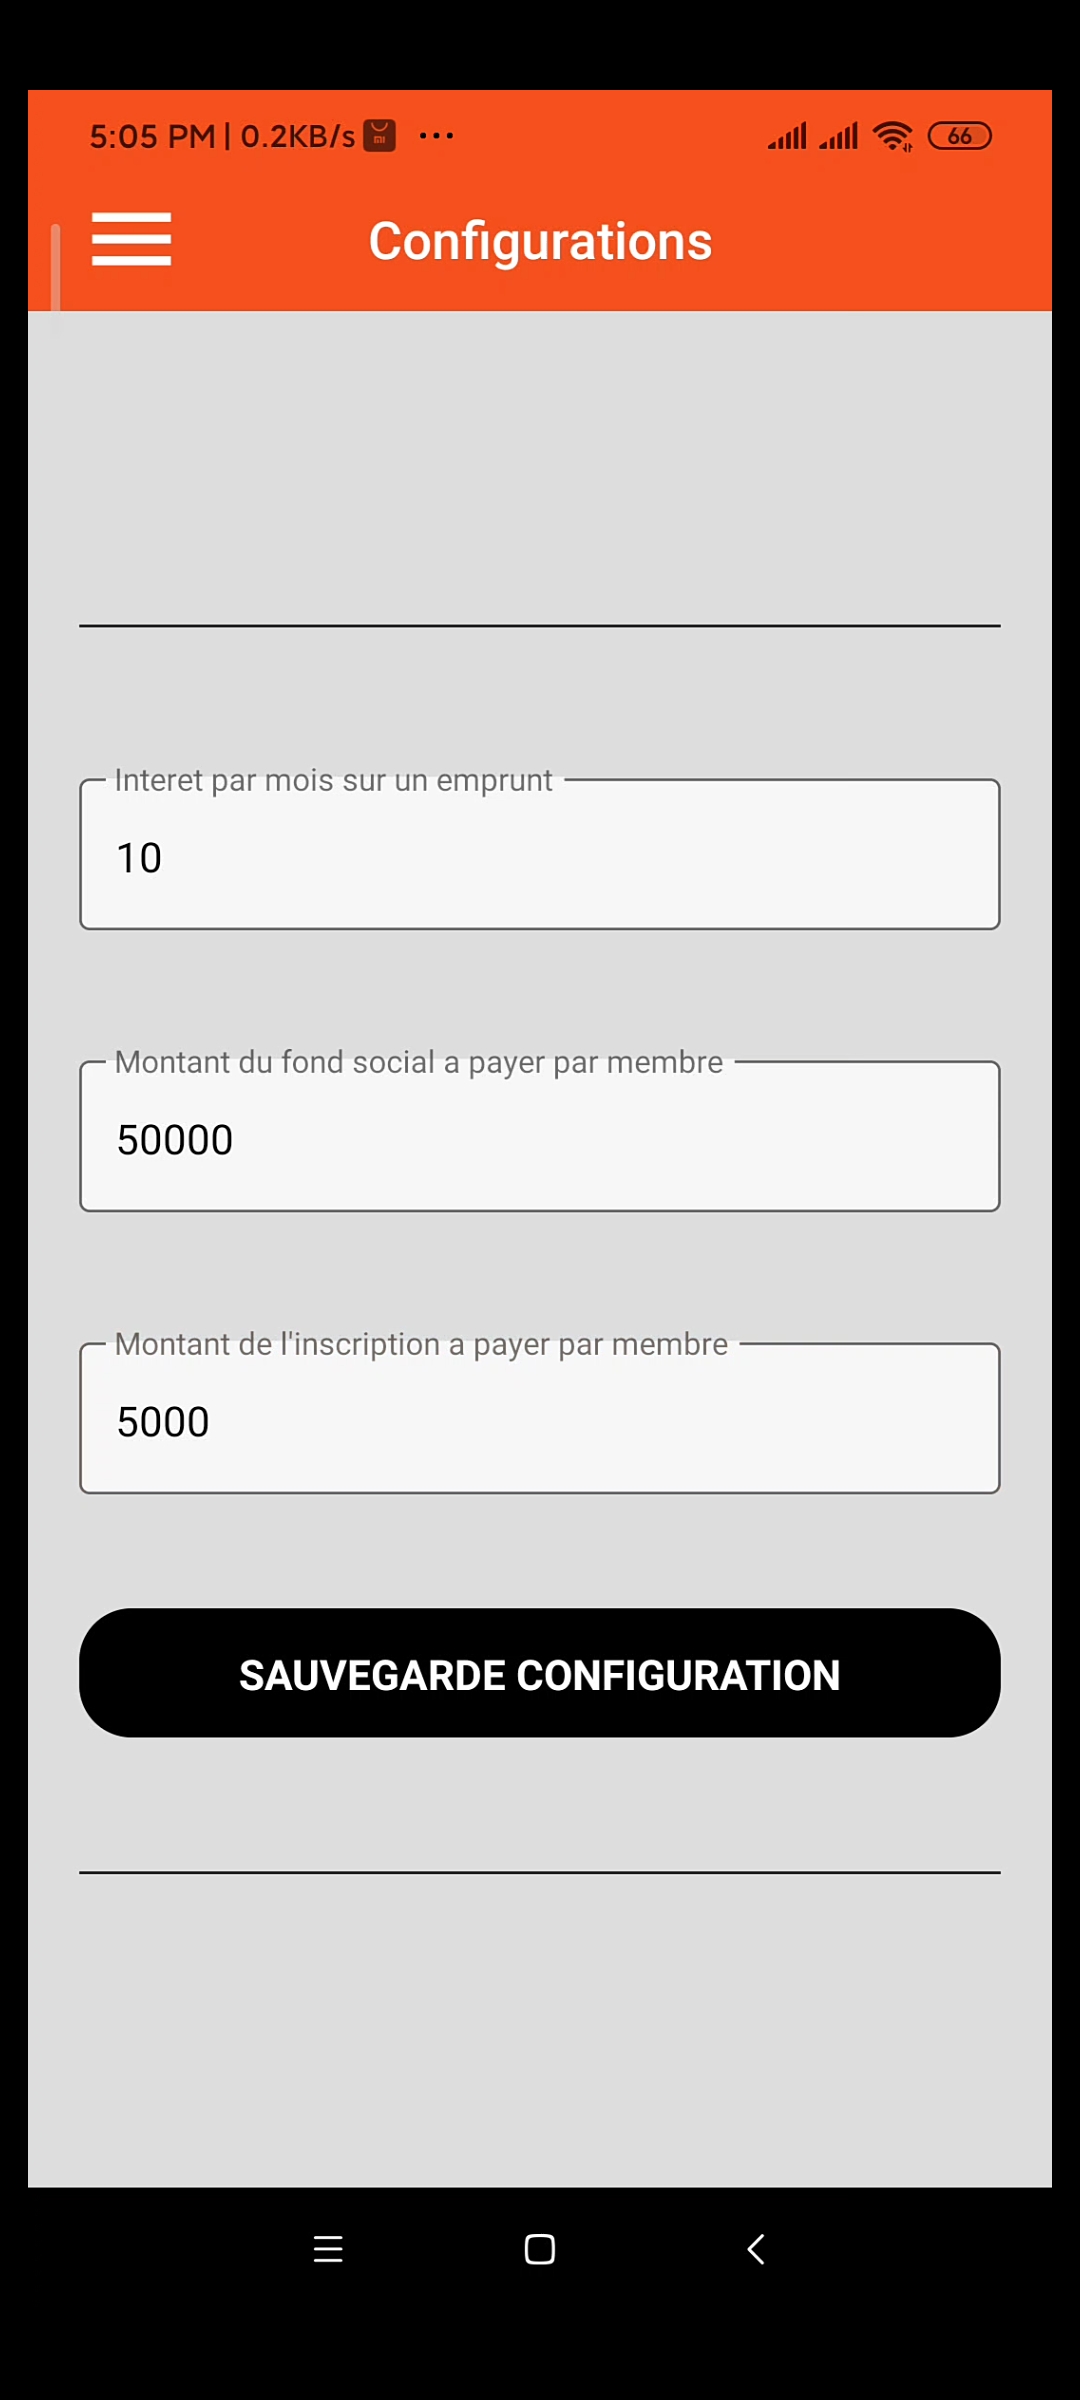 5:05 PM | 0.2KB/s mi ... 66
Configurations
Interet par mois sur un emprunt
10
Montant du fond social a payer par membre
50000
Montant de l'inscription a payer par membre
5000
SAUVEGARDE CONFIGURATION